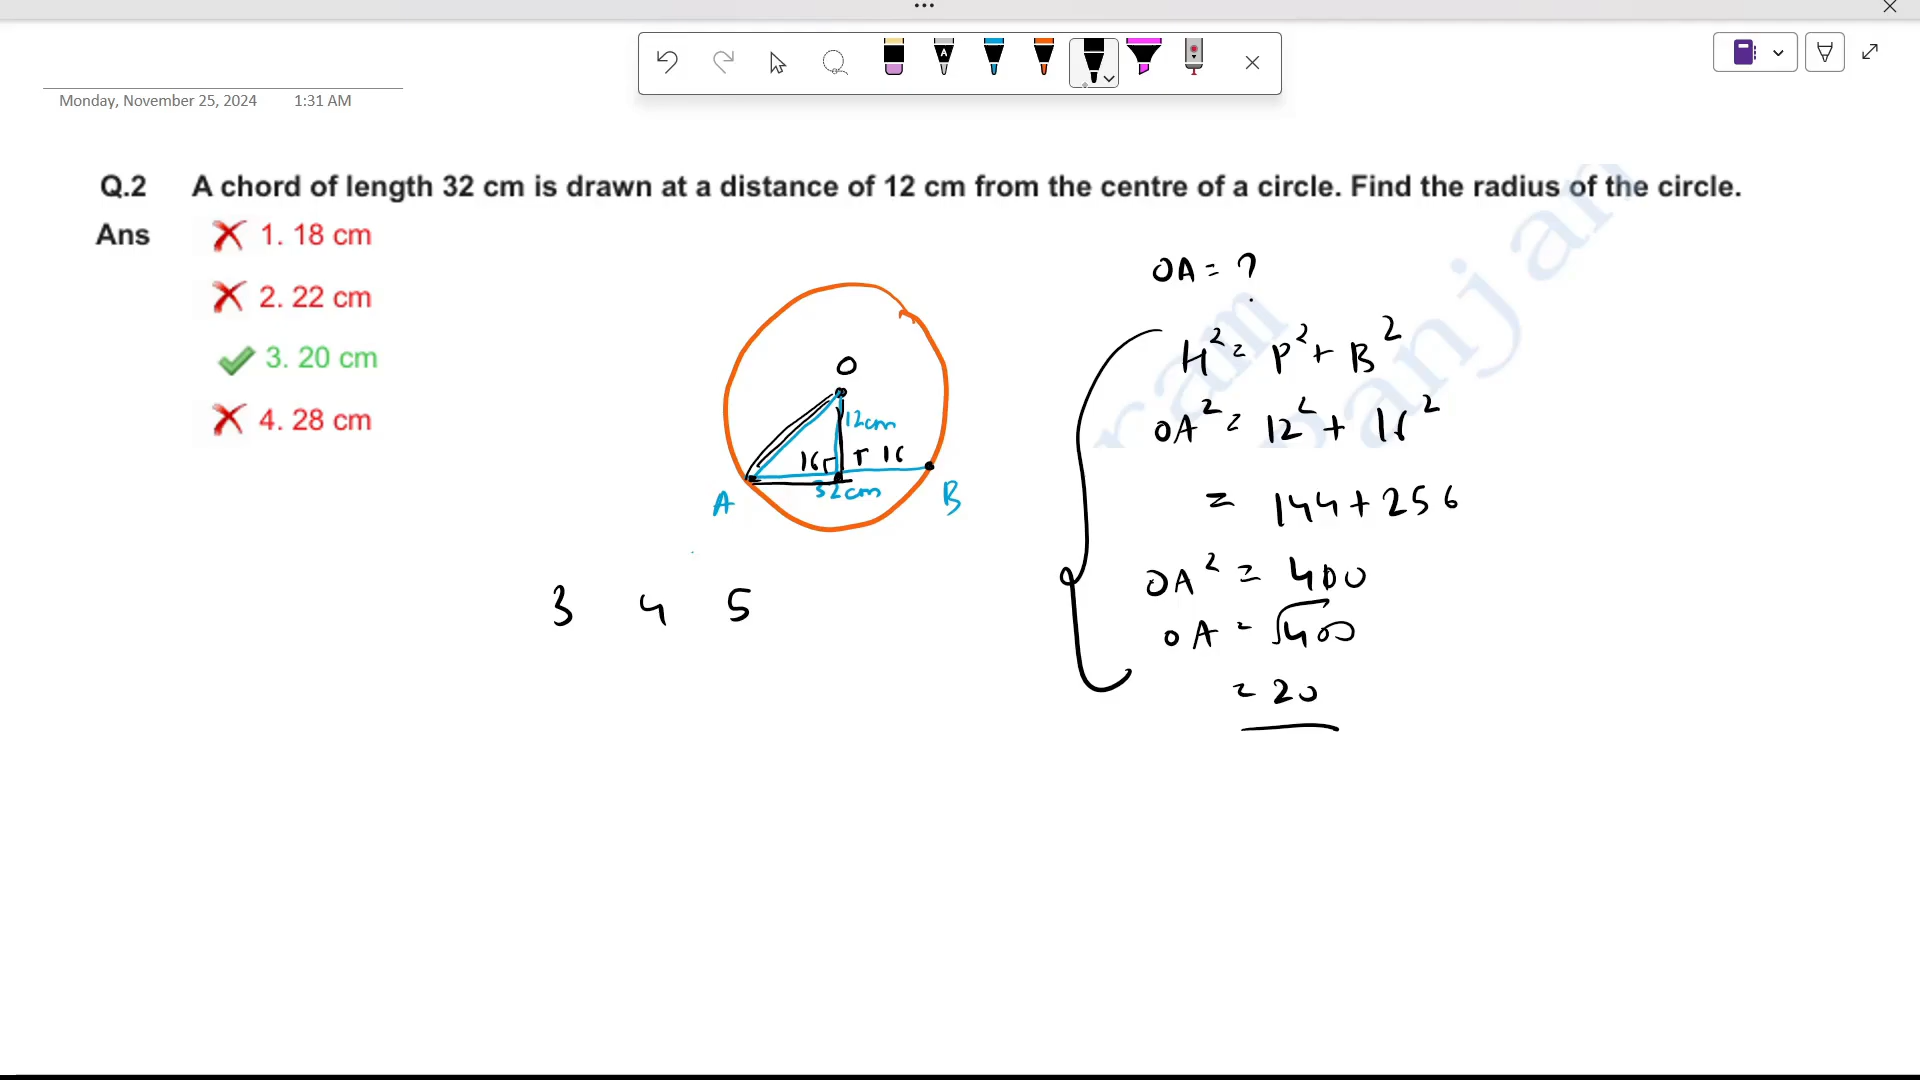 Monday, November 25, 2024 1:31 AM
Q.2 A chord of length 32 cm is drawn at a distance of 12 cm from the centre of a circle. Find the radius of the circle.
Ans 1. 18 cm
2. 22 cm
3. 20 cm
4. 28 cm
O
12cm
16 16
32cm
A B
3 4 5
OA = ?
H² = P² + B²
OA² = 12² + 16²
= 144 + 256
OA² = 400
OA = √400
= 20
ram
panjan